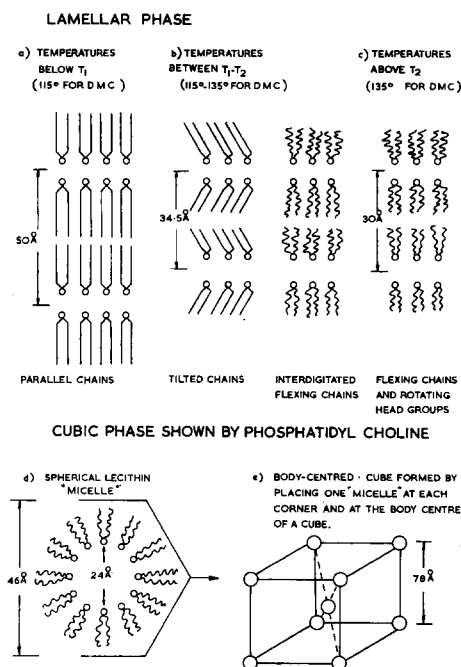 LAMELLAR PHASE
a) TEMPERATURES
BELOW T₁
(115° FOR DMC)
b) TEMPERATURES
BETWEEN T₁-T₂
(115°-135° FOR DMC)
c) TEMPERATURES
ABOVE T₂
(135° FOR DMC)
50Å
34·5Å
30Å
PARALLEL CHAINS
TILTED CHAINS
INTERDIGITATED
FLEXING CHAINS
FLEXING CHAINS
AND ROTATING
HEAD GROUPS
CUBIC PHASE SHOWN BY PHOSPHATIDYL CHOLINE
d) SPHERICAL LECITHIN
"MICELLE"
46Å
24Å
e) BODY-CENTRED · CUBE FORMED BY
PLACING ONE "MICELLE" AT EACH
CORNER AND AT THE BODY CENTRE
OF A CUBE.
78Å